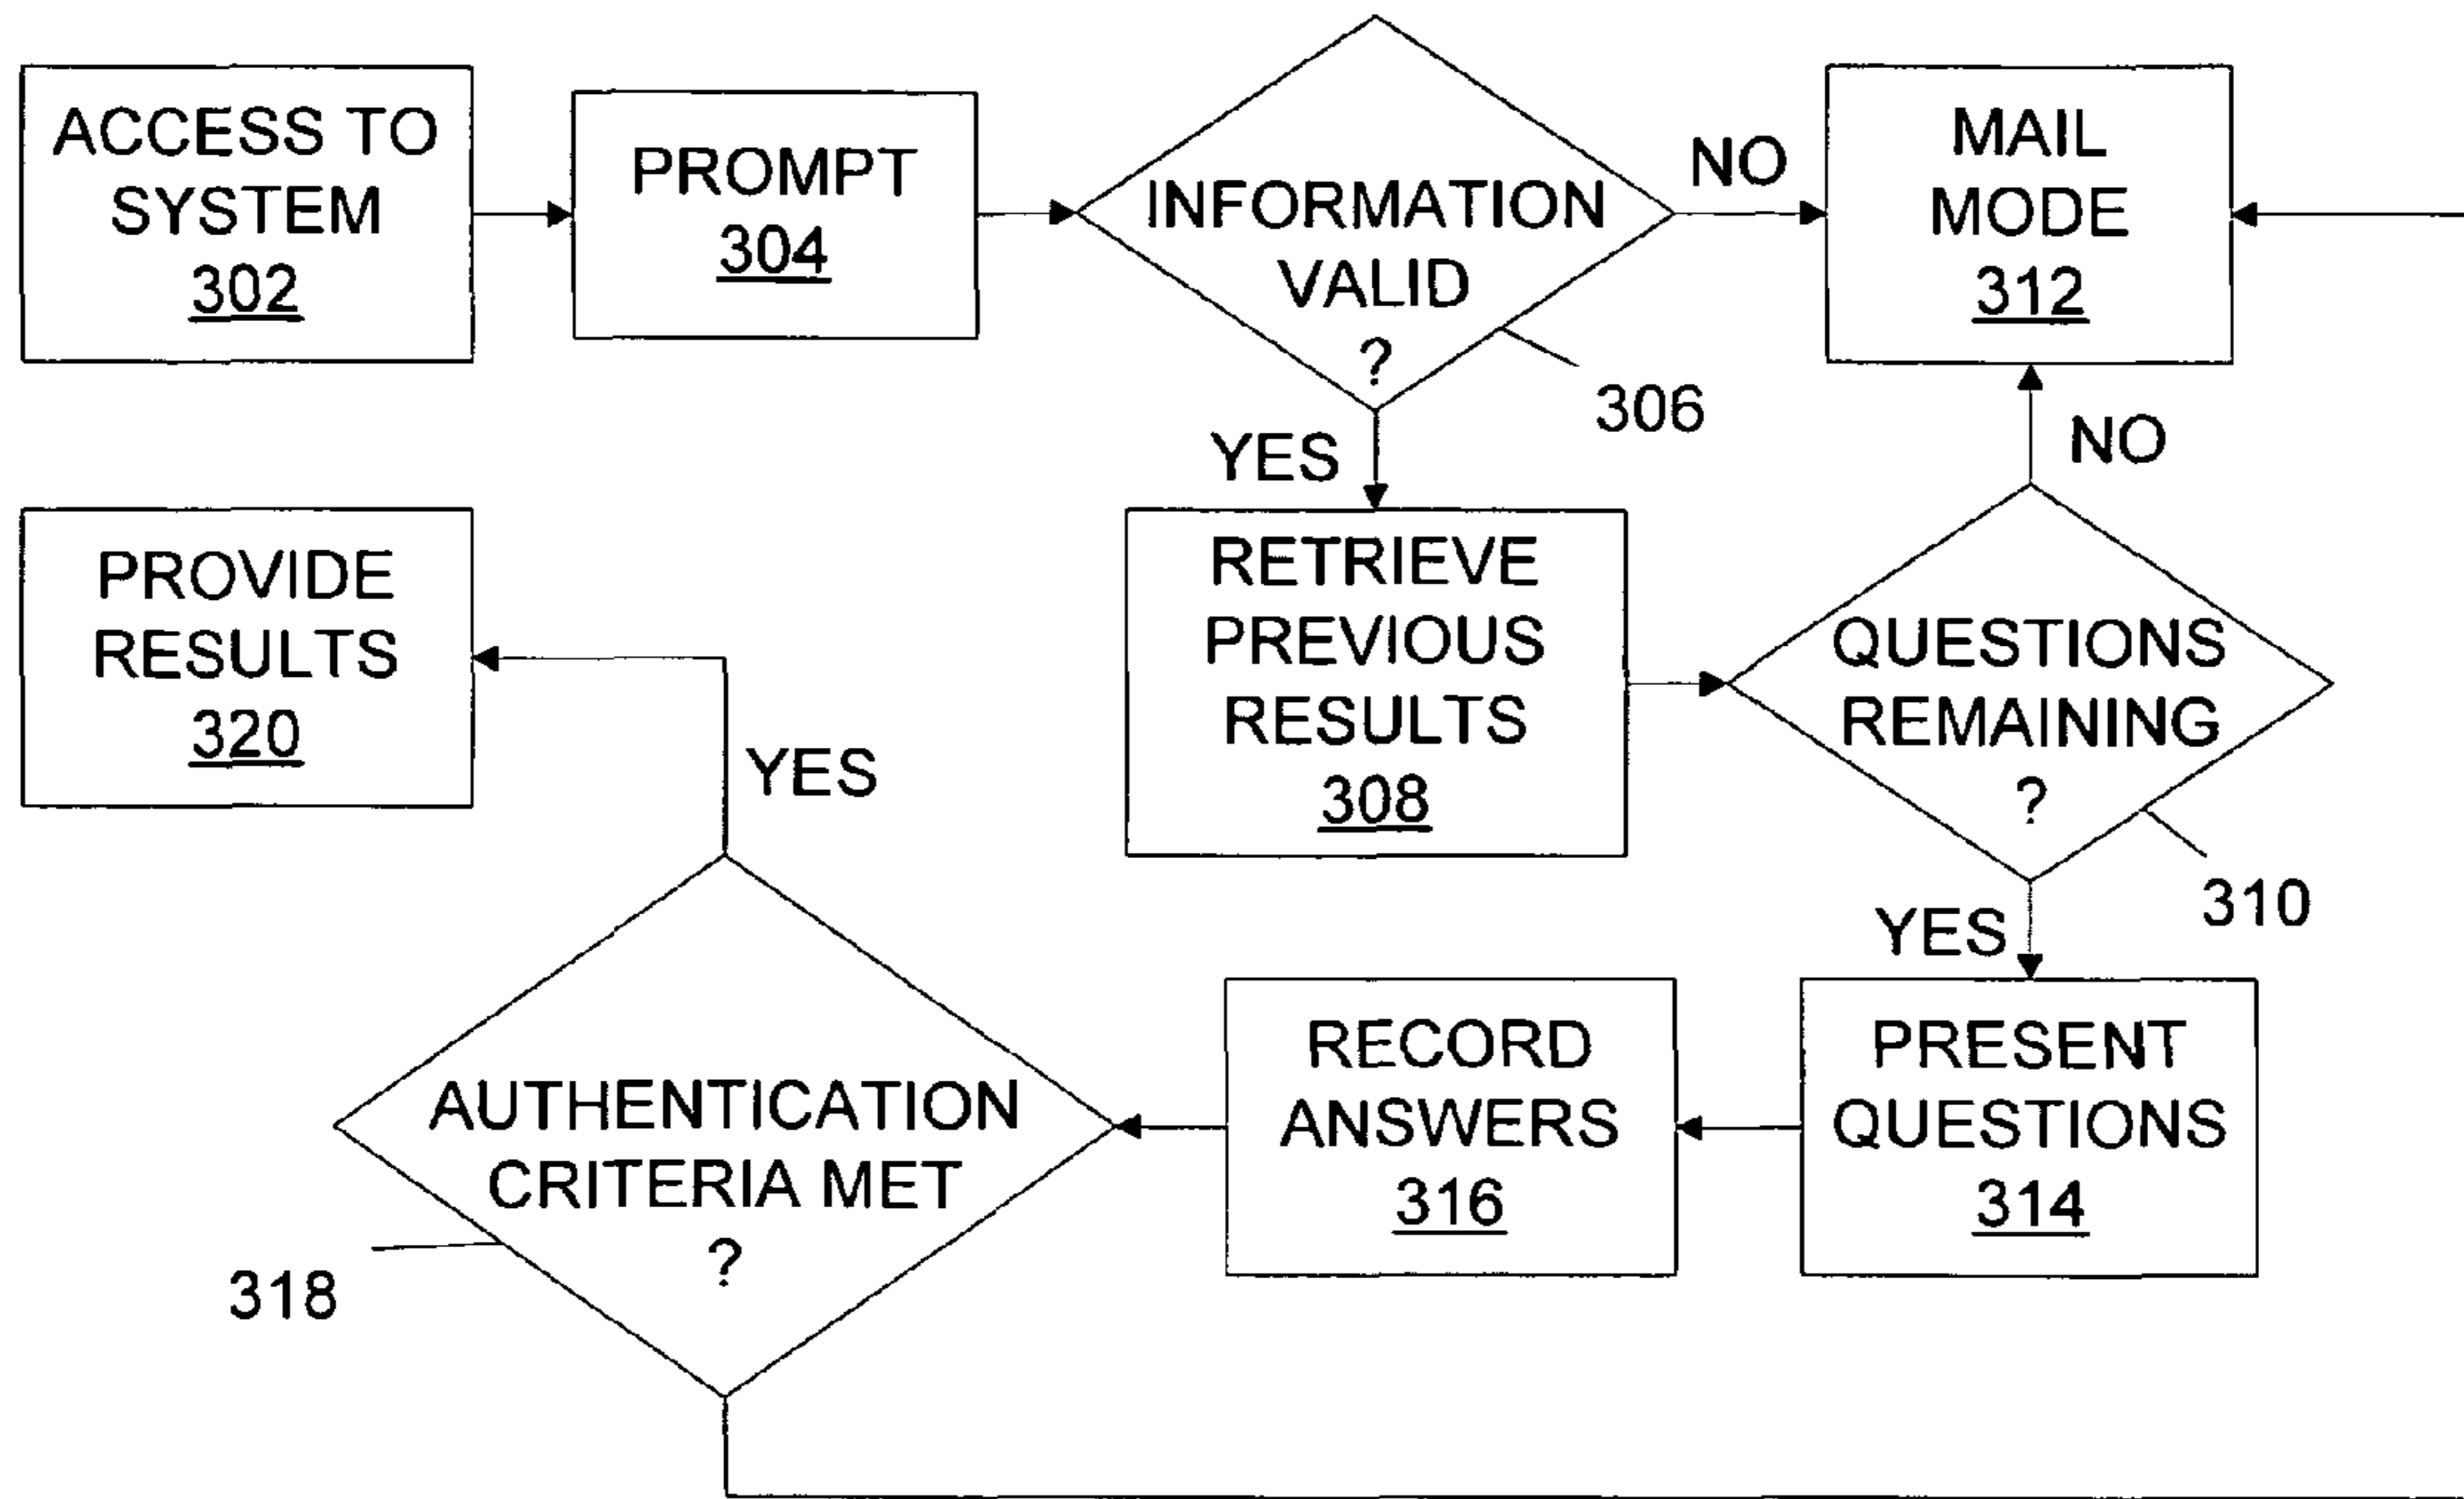 ACCESS TO
SYSTEM
302
PROMPT
304
INFORMATION
VALID
?
306
NO
MAIL
MODE
312
YES
NO
PROVIDE
RESULTS
320
RETRIEVE
PREVIOUS
RESULTS
308
QUESTIONS
REMAINING
?
310
YES
YES
AUTHENTICATION
CRITERIA MET
?
318
RECORD
ANSWERS
316
PRESENT
QUESTIONS
314